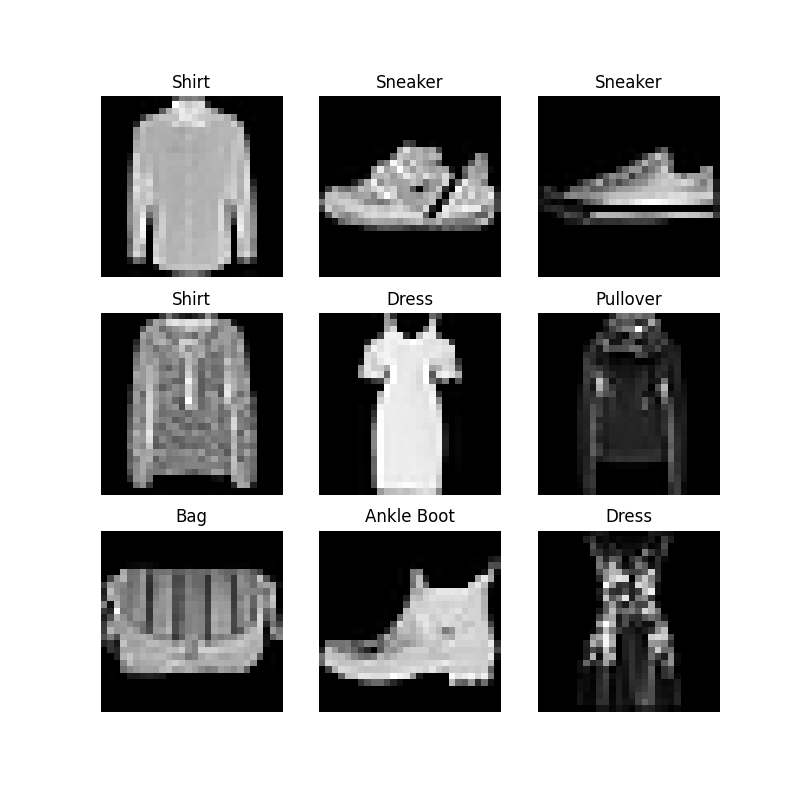 Shirt
Sneaker
Sneaker
Shirt
Dress
Pullover
Bag
Ankle Boot
Dress